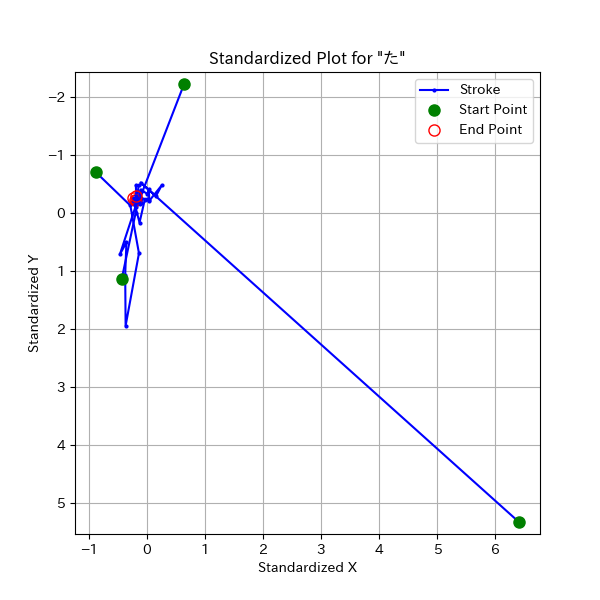 Standardized Plot for "た"
Stroke
Start Point
End Point
−2
−1
0
1
2
3
4
5
Standardized Y
−1
0
1
2
3
4
5
6
Standardized X